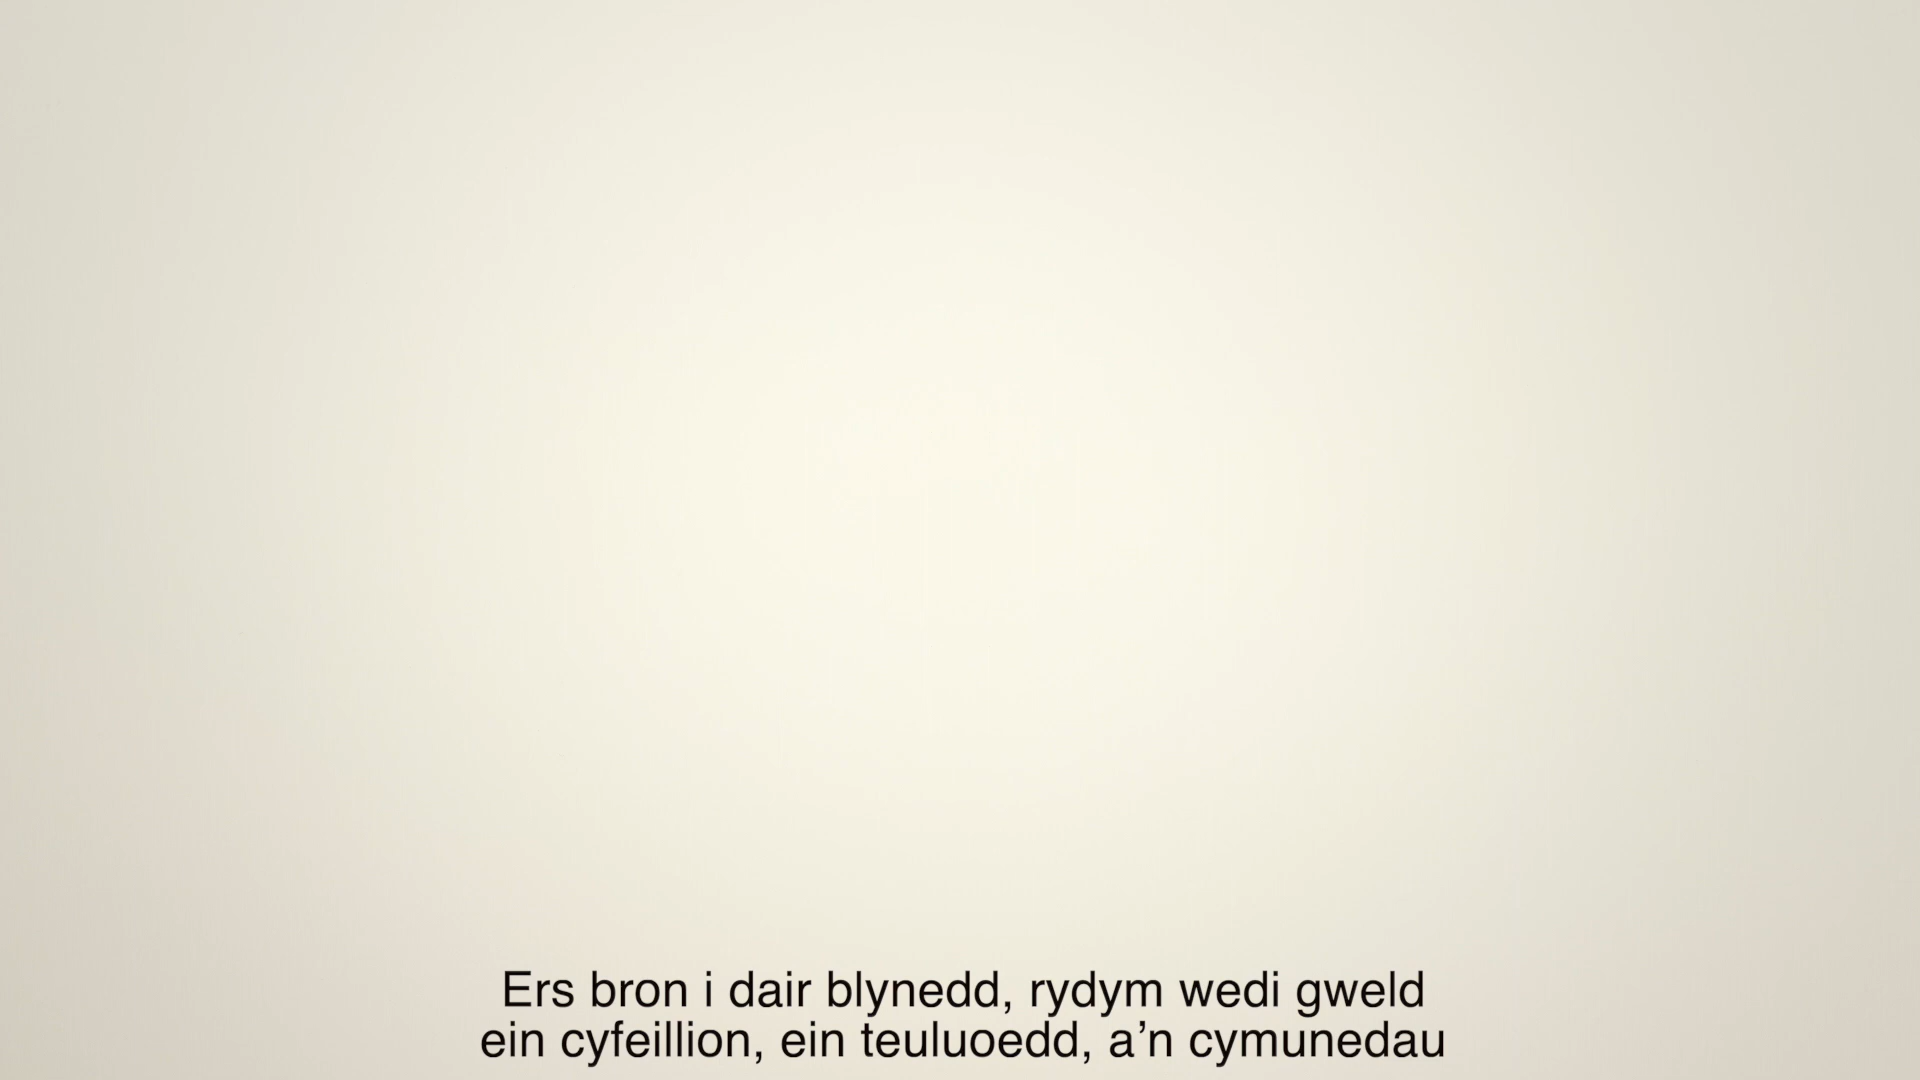 Ers bron i dair blynedd, rydym wedi gweld
ein cyfeillion, ein teuluoedd, a’n cymunedau